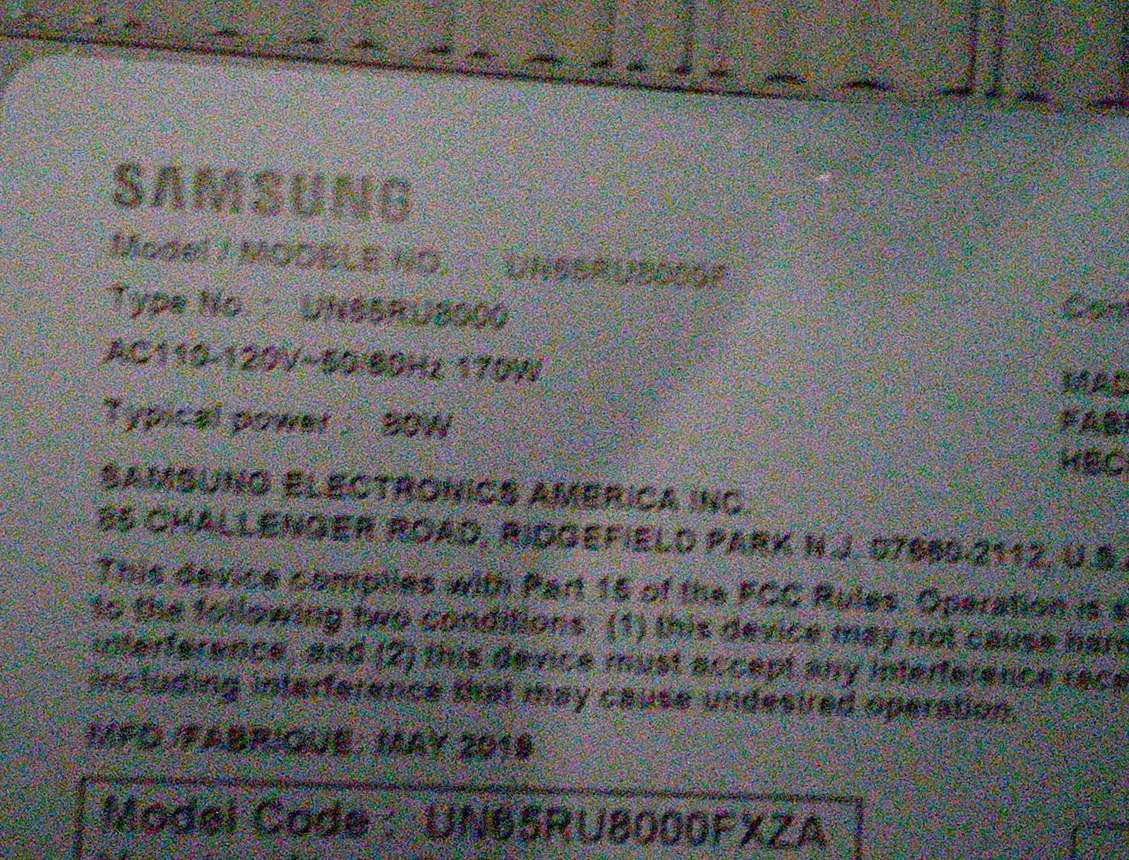 SAMSUNG
Model / MODELE NO. UN65RU8000F
Type No : UN65RU8000
AC110-120V~50/60Hz 170W
Typical power : 80W
SAMSUNG ELECTRONICS AMERICA INC.
85 CHALLENGER ROAD, RIDGEFIELD PARK N.J. 07660-2112, U.S.
This device complies with Part 15 of the FCC Rules. Operation is
to the following two conditions: (1) this device may not cause
interference, and (2) this device must accept any interference
including interference that may cause undesired operation.
MFD./FABRIQUE: MAY 2019
Model Code : UN65RU8000FXZA